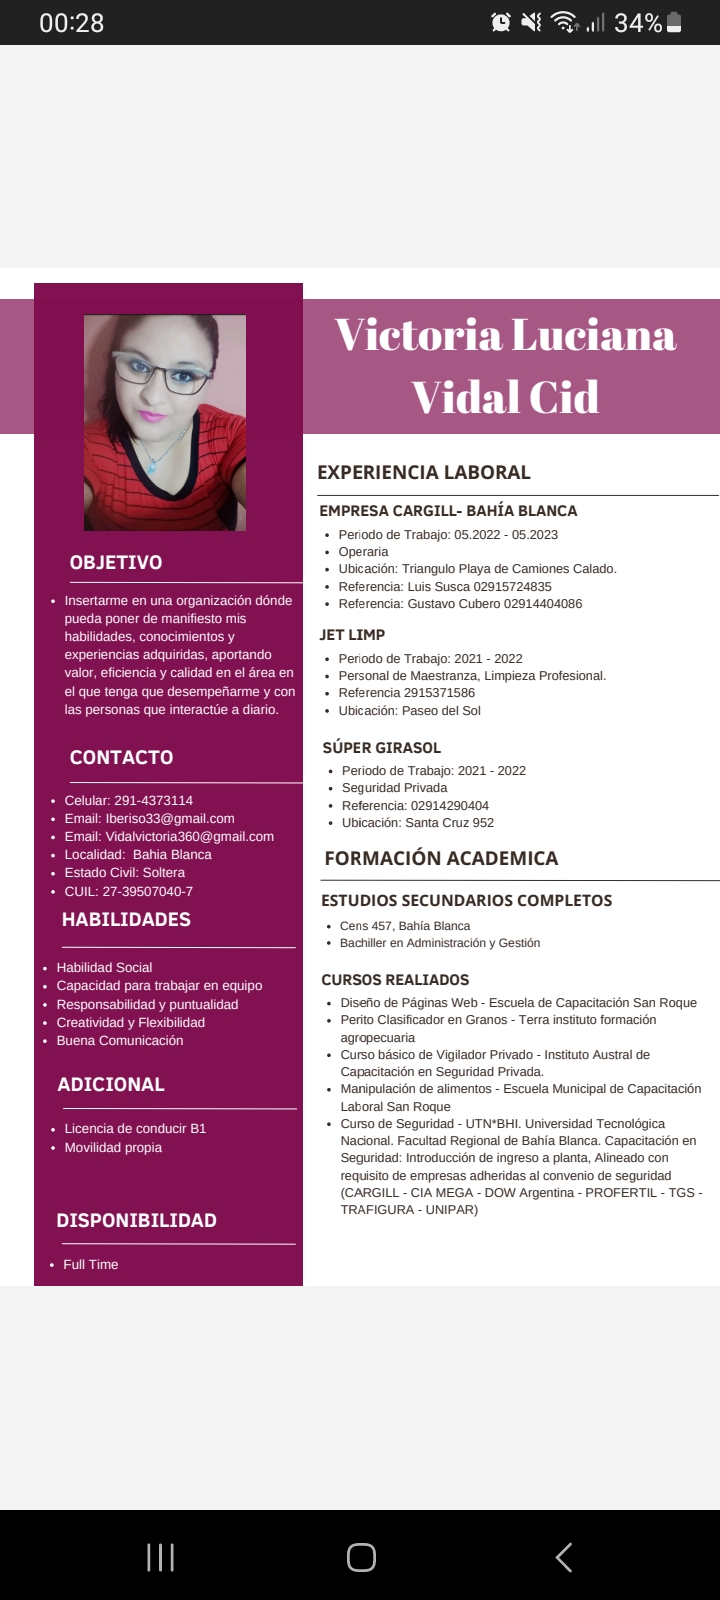 00:28
34%
Victoria Luciana
Vidal Cid
OBJETIVO
• Insertarme en una organización dónde
pueda poner de manifiesto mis
habilidades, conocimientos y
experiencias adquiridas, aportando
valor, eficiencia y calidad en el área en
el que tenga que desempeñarme y con
las personas que interactúe a diario.
CONTACTO
• Celular: 291-4373114
• Email: Iberiso33@gmail.com
• Email: Vidalvictoria360@gmail.com
• Localidad:  Bahia Blanca
• Estado Civil: Soltera
• CUIL: 27-39507040-7
HABILIDADES
• Habilidad Social
• Capacidad para trabajar en equipo
• Responsabilidad y puntualidad
• Creatividad y Flexibilidad
• Buena Comunicación
ADICIONAL
• Licencia de conducir B1
• Movilidad propia
DISPONIBILIDAD
• Full Time
EXPERIENCIA LABORAL
EMPRESA CARGILL- BAHÍA BLANCA
• Periodo de Trabajo: 05.2022 - 05.2023
• Operaria
• Ubicación: Triangulo Playa de Camiones Calado.
• Referencia: Luis Susca 02915724835
• Referencia: Gustavo Cubero 02914404086
JET LIMP
• Periodo de Trabajo: 2021 - 2022
• Personal de Maestranza, Limpieza Profesional.
• Referencia 2915371586
• Ubicación: Paseo del Sol
SÚPER GIRASOL
• Periodo de Trabajo: 2021 - 2022
• Seguridad Privada
• Referencia: 02914290404
• Ubicación: Santa Cruz 952
FORMACIÓN ACADEMICA
ESTUDIOS SECUNDARIOS COMPLETOS
• Cens 457, Bahía Blanca
• Bachiller en Administración y Gestión
CURSOS REALIADOS
• Diseño de Páginas Web - Escuela de Capacitación San Roque
• Perito Clasificador en Granos - Terra instituto formación
agropecuaria
• Curso básico de Vigilador Privado - Instituto Austral de
Capacitación en Seguridad Privada.
• Manipulación de alimentos - Escuela Municipal de Capacitación
Laboral San Roque
• Curso de Seguridad - UTN*BHI. Universidad Tecnológica
Nacional. Facultad Regional de Bahía Blanca. Capacitación en
Seguridad: Introducción de ingreso a planta, Alineado con
requisito de empresas adheridas al convenio de seguridad
(CARGILL - CIA MEGA - DOW Argentina - PROFERTIL - TGS -
TRAFIGURA - UNIPAR)